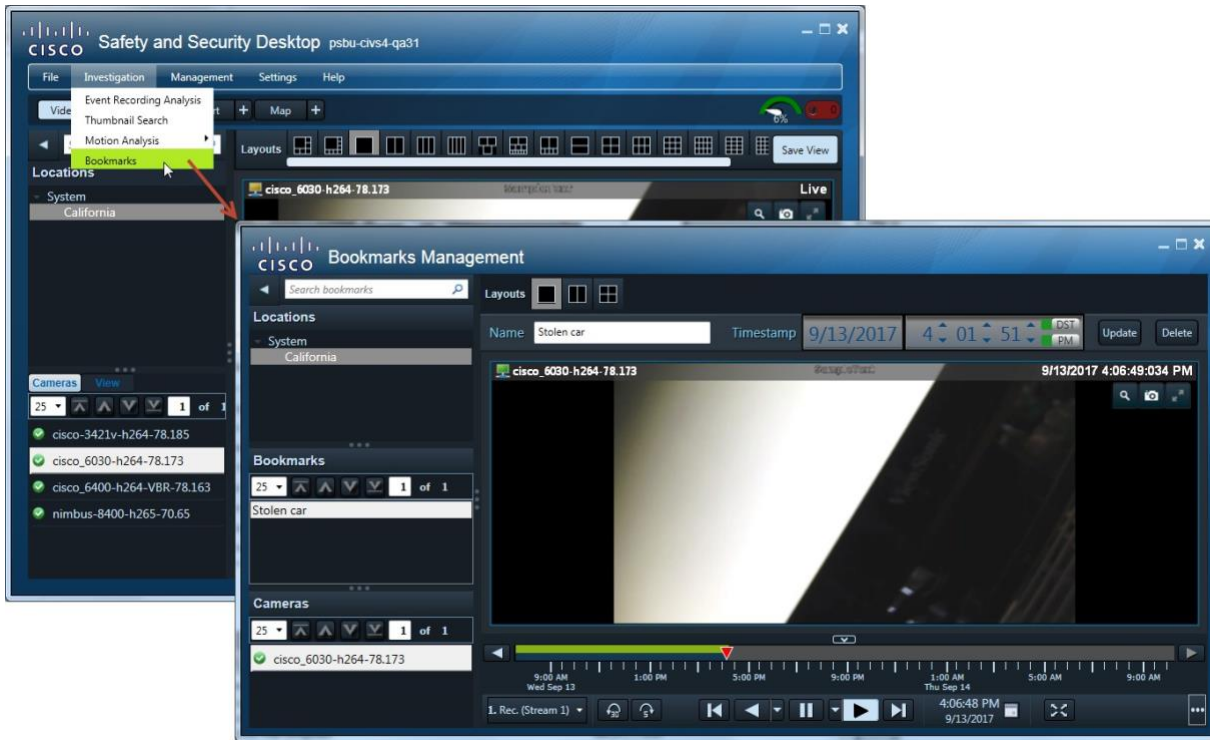 CISCO Safety and Security Desktop psbu-civs4-qa31
File Investigation Management Settings Help
Event Recording Analysis
Thumbnail Search
Motion Analysis
Bookmarks
Map
6%
0
Layouts
Save View
Locations
System
California
cisco_6030-h264-78.173
Live
Cameras View
25 1 of 1
cisco-3421v-h264-78.185
cisco_6030-h264-78.173
cisco_6400-h264-VBR-78.163
nimbus-8400-h265-70.65
CISCO Bookmarks Management
Search bookmarks
Layouts
Locations
System
California
Name Stolen car Timestamp 9/13/2017 4 01 51 DST PM Update Delete
cisco_6030-h264-78.173
9/13/2017 4:06:49:034 PM
Bookmarks
25 1 of 1
Stolen car
Cameras
25 1 of 1
cisco_6030-h264-78.173
9:00 AM 1:00 PM 5:00 PM 9:00 PM 1:00 AM 5:00 AM 9:00 AM
Wed Sep 13 Thu Sep 14
1. Rec. (Stream 1)
30
5
4:06:48 PM
9/13/2017